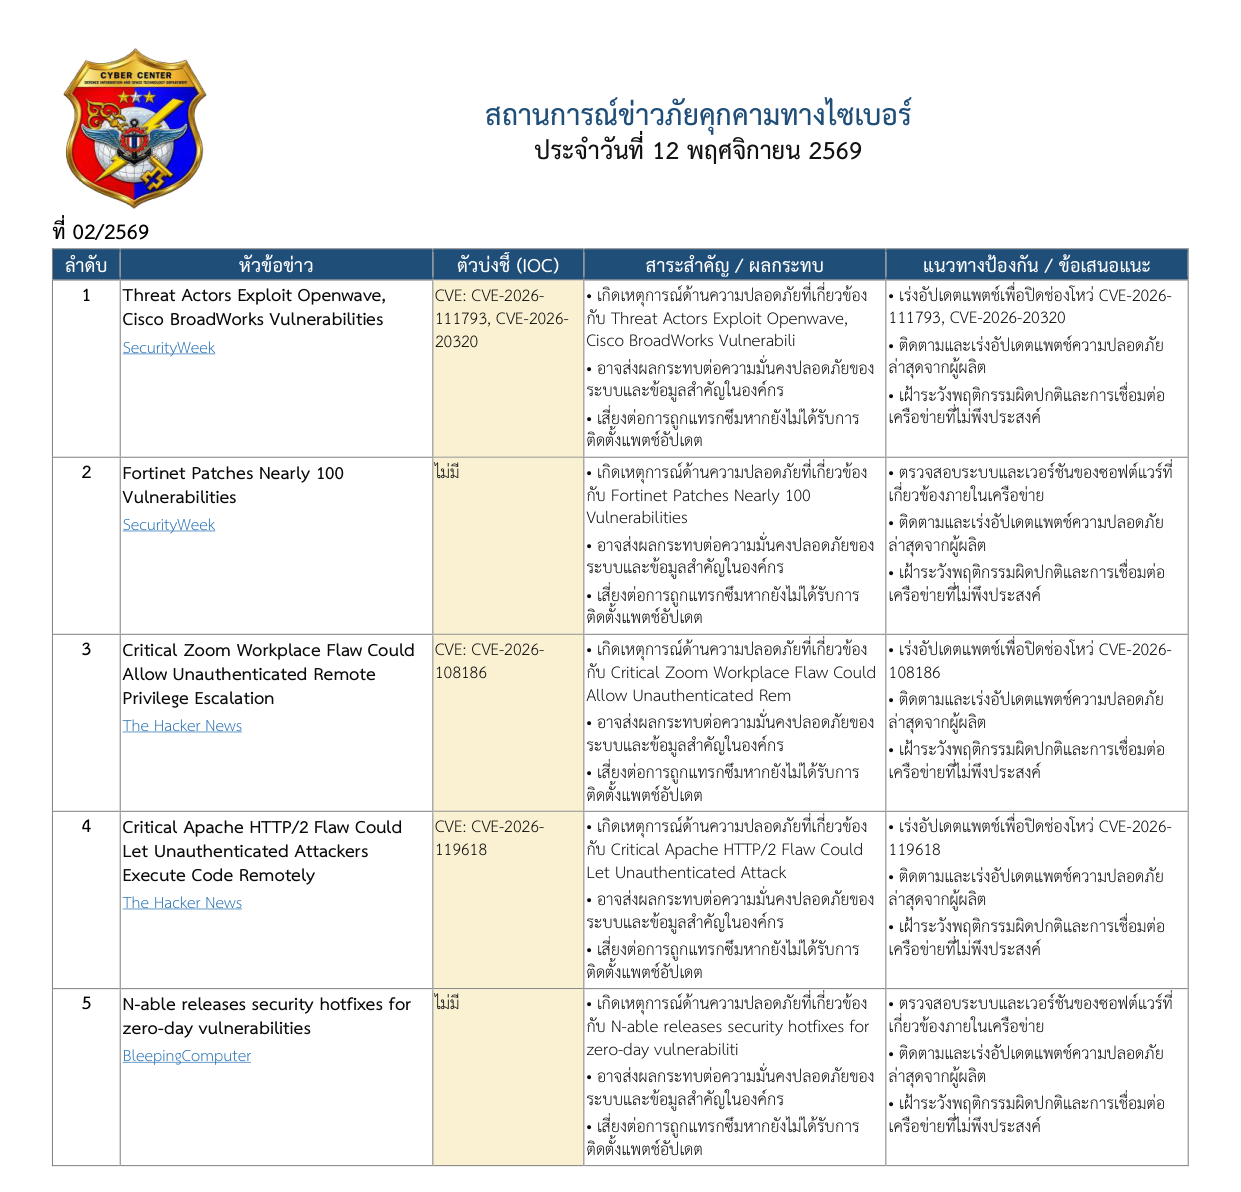 CYBER CENTER
DEFENCE INFORMATION AND SPACE TECHNOLOGY DEPARTMENT
สถานการณ์ข่าวภัยคุกคามทางไซเบอร์
ประจำวันที่ 12 พฤศจิกายน 2569
ที่ 02/2569
ลำดับ หัวข้อข่าว ตัวบ่งชี้ (IOC) สาระสำคัญ / ผลกระทบ แนวทางป้องกัน / ข้อเสนอแนะ
1
Threat Actors Exploit Openwave,
Cisco BroadWorks Vulnerabilities
SecurityWeek
CVE: CVE-2026-
111793, CVE-2026-
20320
• เกิดเหตุการณ์ด้านความปลอดภัยที่เกี่ยวข้อง
กับ Threat Actors Exploit Openwave,
Cisco BroadWorks Vulnerabili
• อาจส่งผลกระทบต่อความมั่นคงปลอดภัยของ
ระบบและข้อมูลสำคัญในองค์กร
• เสี่ยงต่อการถูกแทรกซึมหากยังไม่ได้รับการ
ติดตั้งแพตช์อัปเดต
• เร่งอัปเดตแพตช์เพื่อปิดช่องโหว่ CVE-2026-
111793, CVE-2026-20320
• ติดตามและเร่งอัปเดตแพตช์ความปลอดภัย
ล่าสุดจากผู้ผลิต
• เฝ้าระวังพฤติกรรมผิดปกติและการเชื่อมต่อ
เครือข่ายที่ไม่พึงประสงค์
2
Fortinet Patches Nearly 100
Vulnerabilities
SecurityWeek
ไม่มี
• เกิดเหตุการณ์ด้านความปลอดภัยที่เกี่ยวข้อง
กับ Fortinet Patches Nearly 100
Vulnerabilities
• อาจส่งผลกระทบต่อความมั่นคงปลอดภัยของ
ระบบและข้อมูลสำคัญในองค์กร
• เสี่ยงต่อการถูกแทรกซึมหากยังไม่ได้รับการ
ติดตั้งแพตช์อัปเดต
• ตรวจสอบระบบและเวอร์ชันของซอฟต์แวร์ที่
เกี่ยวข้องภายในเครือข่าย
• ติดตามและเร่งอัปเดตแพตช์ความปลอดภัย
ล่าสุดจากผู้ผลิต
• เฝ้าระวังพฤติกรรมผิดปกติและการเชื่อมต่อ
เครือข่ายที่ไม่พึงประสงค์
3
Critical Zoom Workplace Flaw Could
Allow Unauthenticated Remote
Privilege Escalation
The Hacker News
CVE: CVE-2026-
108186
• เกิดเหตุการณ์ด้านความปลอดภัยที่เกี่ยวข้อง
กับ Critical Zoom Workplace Flaw Could
Allow Unauthenticated Rem
• อาจส่งผลกระทบต่อความมั่นคงปลอดภัยของ
ระบบและข้อมูลสำคัญในองค์กร
• เสี่ยงต่อการถูกแทรกซึมหากยังไม่ได้รับการ
ติดตั้งแพตช์อัปเดต
• เร่งอัปเดตแพตช์เพื่อปิดช่องโหว่ CVE-2026-
108186
• ติดตามและเร่งอัปเดตแพตช์ความปลอดภัย
ล่าสุดจากผู้ผลิต
• เฝ้าระวังพฤติกรรมผิดปกติและการเชื่อมต่อ
เครือข่ายที่ไม่พึงประสงค์
4
Critical Apache HTTP/2 Flaw Could
Let Unauthenticated Attackers
Execute Code Remotely
The Hacker News
CVE: CVE-2026-
119618
• เกิดเหตุการณ์ด้านความปลอดภัยที่เกี่ยวข้อง
กับ Critical Apache HTTP/2 Flaw Could
Let Unauthenticated Attack
• อาจส่งผลกระทบต่อความมั่นคงปลอดภัยของ
ระบบและข้อมูลสำคัญในองค์กร
• เสี่ยงต่อการถูกแทรกซึมหากยังไม่ได้รับการ
ติดตั้งแพตช์อัปเดต
• เร่งอัปเดตแพตช์เพื่อปิดช่องโหว่ CVE-2026-
119618
• ติดตามและเร่งอัปเดตแพตช์ความปลอดภัย
ล่าสุดจากผู้ผลิต
• เฝ้าระวังพฤติกรรมผิดปกติและการเชื่อมต่อ
เครือข่ายที่ไม่พึงประสงค์
5
N-able releases security hotfixes for
zero-day vulnerabilities
BleepingComputer
ไม่มี
• เกิดเหตุการณ์ด้านความปลอดภัยที่เกี่ยวข้อง
กับ N-able releases security hotfixes for
zero-day vulnerabiliti
• อาจส่งผลกระทบต่อความมั่นคงปลอดภัยของ
ระบบและข้อมูลสำคัญในองค์กร
• เสี่ยงต่อการถูกแทรกซึมหากยังไม่ได้รับการ
ติดตั้งแพตช์อัปเดต
• ตรวจสอบระบบและเวอร์ชันของซอฟต์แวร์ที่
เกี่ยวข้องภายในเครือข่าย
• ติดตามและเร่งอัปเดตแพตช์ความปลอดภัย
ล่าสุดจากผู้ผลิต
• เฝ้าระวังพฤติกรรมผิดปกติและการเชื่อมต่อ
เครือข่ายที่ไม่พึงประสงค์